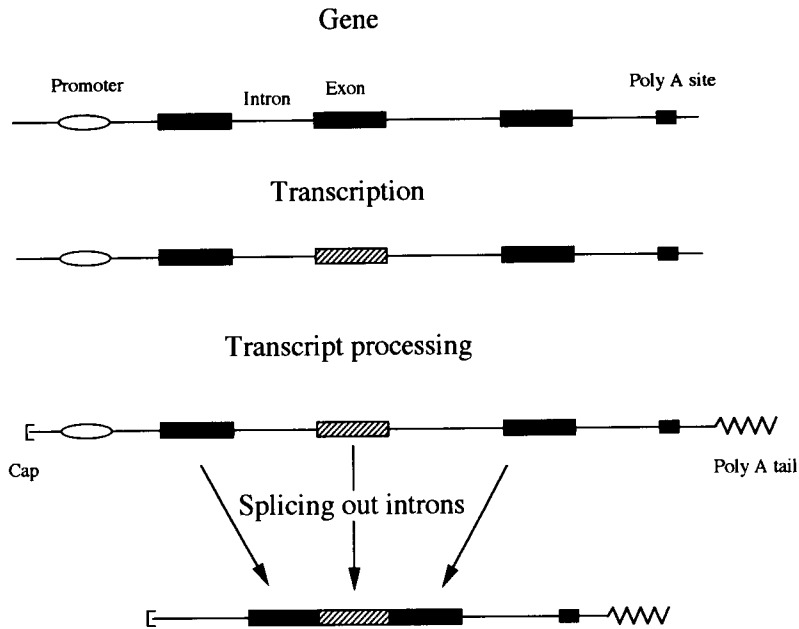 Gene
Promoter
Intron
Exon
Poly A site
Transcription
Transcript processing
Cap
Poly A tail
Splicing out introns